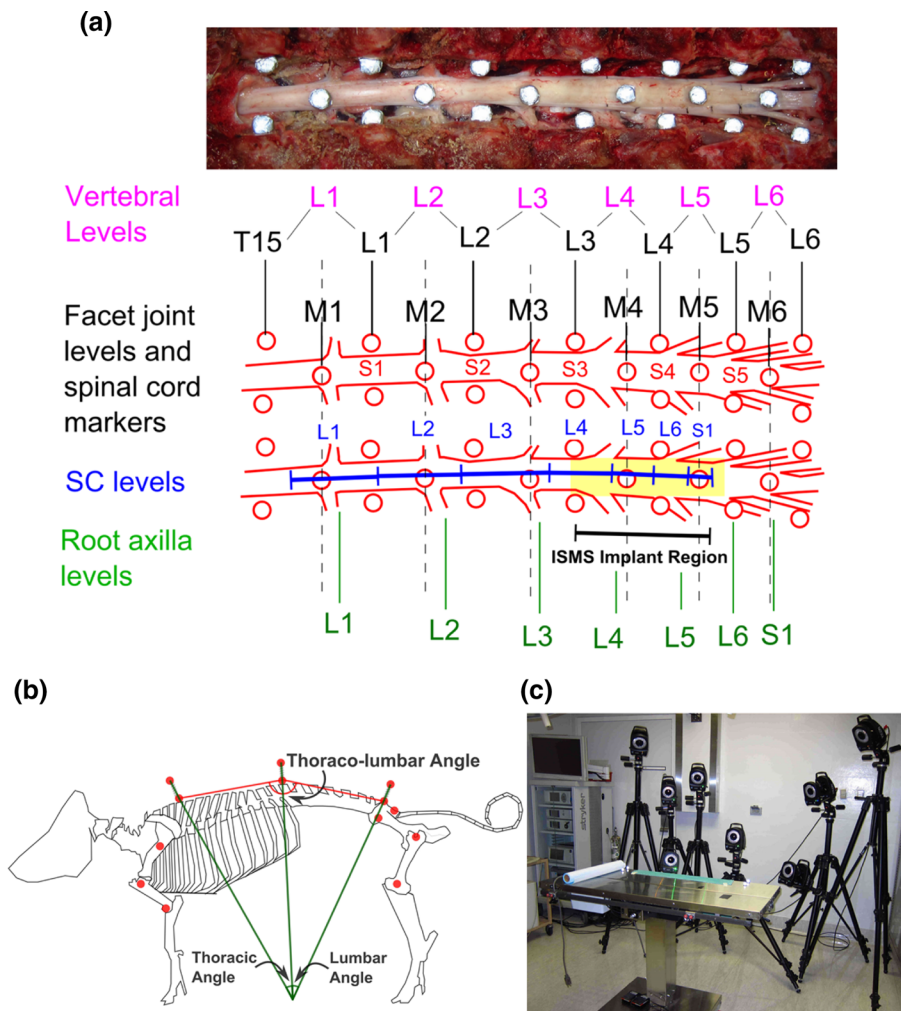 (a)
L1 L2 L3 L4 L5 L6
Vertebral
Levels
T15 L1 L2 L3 L4 L5 L6
M1 M2 M3 M4 M5 M6
Facet joint
levels and
spinal cord
markers
S1 S2 S3 S4 S5
L1 L2 L3 L4 L5 L6 S1
SC levels
Root axilla
levels
ISMS Implant Region
L1 L2 L3 L4 L5 L6 S1
(b)
Thoraco-lumbar Angle
Thoracic
Angle
Lumbar
Angle
(c)
stryker